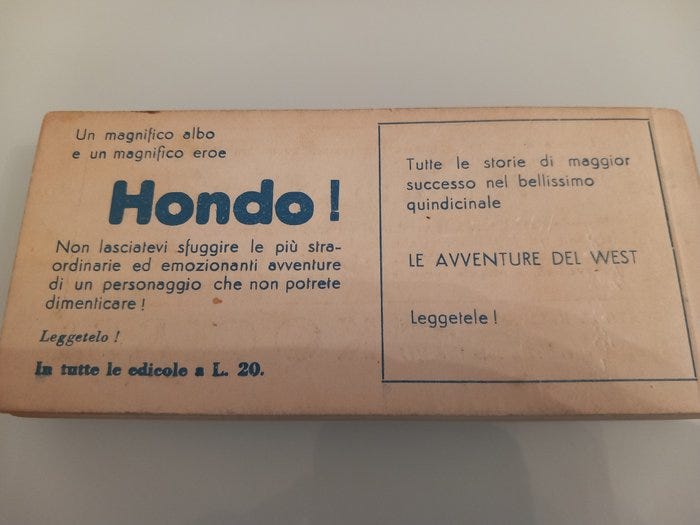 Un magnifico albo
e un magnifico eroe
Hondo !
Non lasciatevi sfuggire le più stra-
ordinarie ed emozionanti avventure
di un personaggio che non potrete
dimenticare !
Leggetelo !
In tutte le edicole a L. 20.
Tutte le storie di maggior
successo nel bellissimo
quindicinale
LE AVVENTURE DEL WEST
Leggetele !